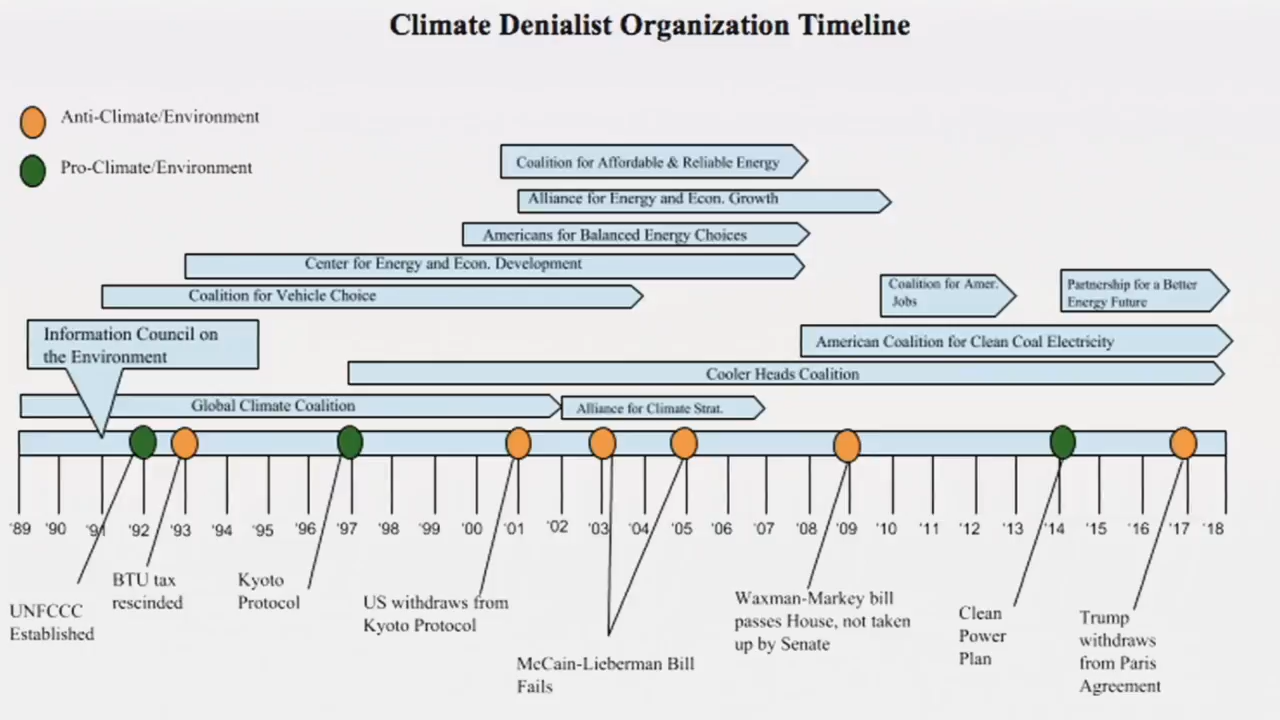 Climate Denialist Organization Timeline
Anti-Climate/Environment
Pro-Climate/Environment
Coalition for Affordable & Reliable Energy
Alliance for Energy and Econ. Growth
Americans for Balanced Energy Choices
Center for Energy and Econ. Development
Coalition for Vehicle Choice
Coalition for Amer.
Jobs
Partnership for a Better
Energy Future
Information Council on
the Environment
American Coalition for Clean Coal Electricity
Cooler Heads Coalition
Global Climate Coalition
Alliance for Climate Strat.
'89 '90 '91 '92 '93 '94 '95 '96 '97 '98 '99 '00 '01 '02 '03 '04 '05 '06 '07 '08 '09 '10 '11 '12 '13 '14 '15 '16 '17 '18
UNFCCC
Established
BTU tax
rescinded
Kyoto
Protocol
US withdraws from
Kyoto Protocol
McCain-Lieberman Bill
Fails
Waxman-Markey bill
passes House, not taken
up by Senate
Clean
Power
Plan
Trump
withdraws
from Paris
Agreement